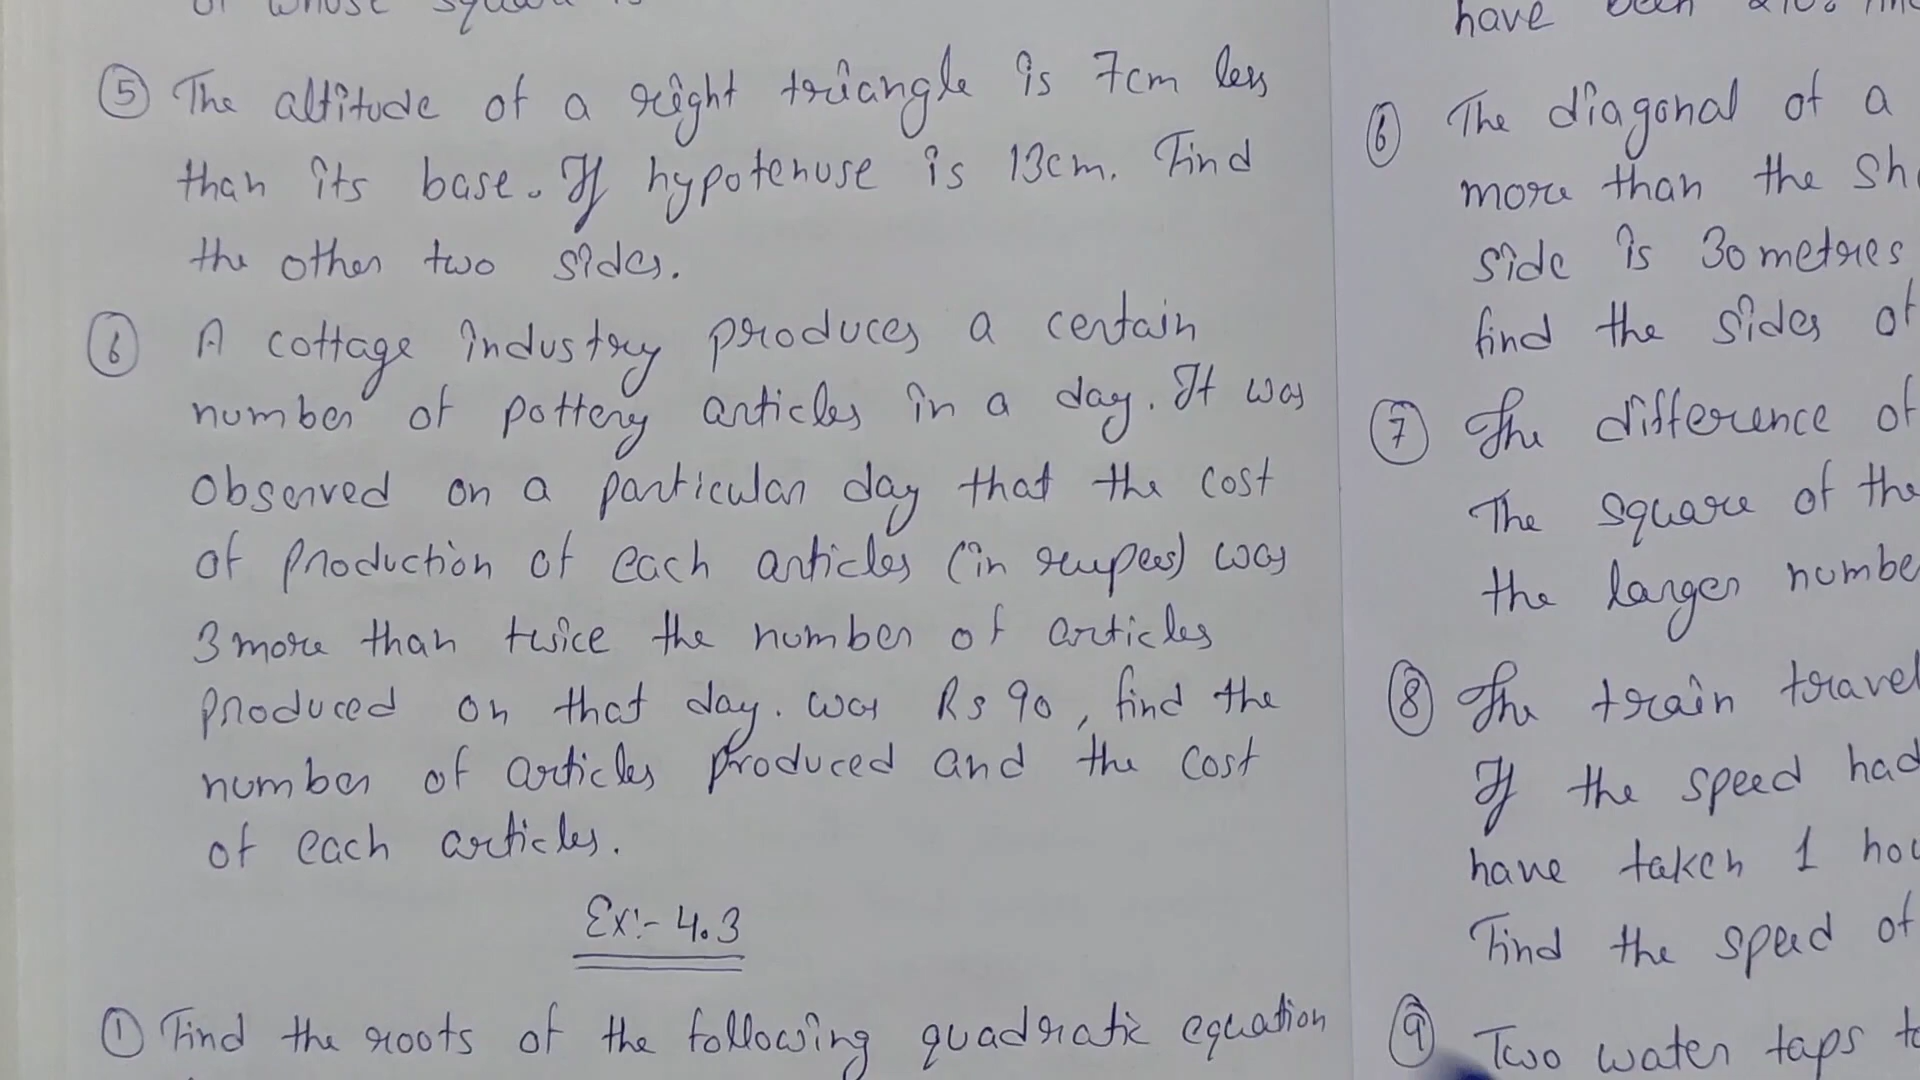 of whose square is
⑤ The altitude of a right triangle is 7cm less
than its base. If hypotenuse is 13cm. Find
the other two sides.
⑥ A cottage industry produces a certain
number of pottery articles in a day. It was
observed on a particular day that the cost
of production of each articles (in rupees) was
3 more than twice the number of articles
produced on that day. was Rs 90, find the
number of articles produced and the cost
of each articles.
Ex:- 4.3
① Find the roots of the following quadratic equation
have been
⑥ The diagonal of a
more than the
side is 30 metres
find the sides of
⑦ The difference of
The square of the
the larger
⑧ The train
If the speed had
have taken 1
Find the speed of
⑨ Two water taps